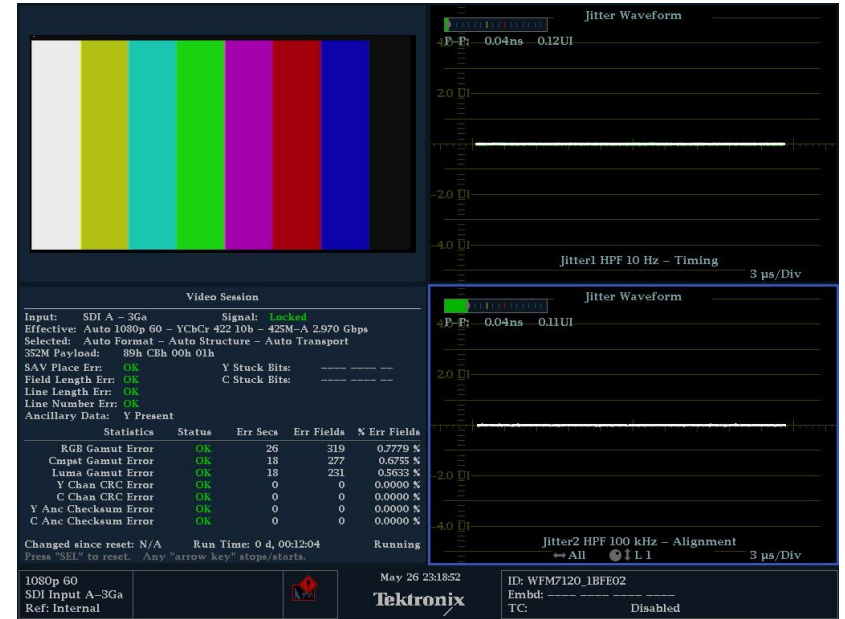 Jitter Waveform
P-P: 0.04ns 0.12UI
4.0 UI
2.0 UI
-2.0 UI
-4.0 UI
Jitter1 HPF 10 Hz – Timing
3 µs/Div
Video Session
Input: SDI A – 3Ga Signal: Locked
Effective: Auto 1080p 60 – YCbCr 422 10b – 425M-A 2.970 Gbps
Selected: Auto Format – Auto Structure – Auto Transport
352M Payload: 89h CBh 00h 01h
SAV Place Err: OK Y Stuck Bits: ---- ---- --
Field Length Err: OK C Stuck Bits: ---- ---- --
Line Length Err: OK
Line Number Err: OK
Ancillary Data: Y Present
Statistics Status Err Secs Err Fields % Err Fields
RGB Gamut Error OK 26 319 0.7779 %
Cmpst Gamut Error OK 18 277 0.6755 %
Luma Gamut Error OK 18 231 0.5633 %
Y Chan CRC Error OK 0 0 0.0000 %
C Chan CRC Error OK 0 0 0.0000 %
Y Anc Checksum Error OK 0 0 0.0000 %
C Anc Checksum Error OK 0 0 0.0000 %
Changed since reset: N/A Run Time: 0 d, 00:12:04 Running
Press "SEL" to reset. Any "arrow key" stops/starts.
Jitter Waveform
P-P: 0.04ns 0.11UI
4.0 UI
2.0 UI
-2.0 UI
-4.0 UI
Jitter2 HPF 100 kHz – Alignment
All L 1 3 µs/Div
1080p 60
SDI Input A-3Ga
Ref: Internal
May 26 23:18:52
Tektronix
ID: WFM7120_1BFE02
Embd: ---- ---- ---- ----
TC: Disabled